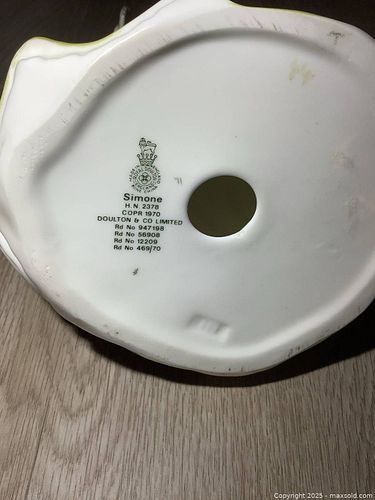 Simone
H.N. 2378
COPR 1970
DOULTON & CO LIMITED
Rd No 947198
Rd No 56908
Rd No 12209
Rd No 469/70
Copyright 2025 - maxsold.com